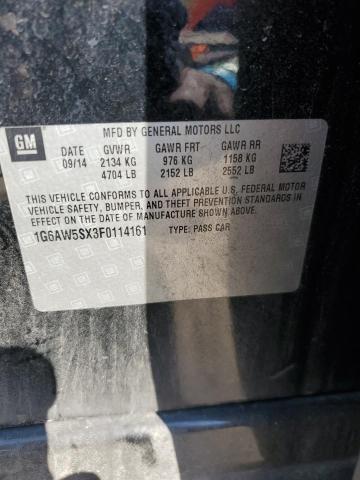 GM
MFD BY GENERAL MOTORS LLC
DATE GVWR GAWR FRT GAWR RR
09/14 2134 KG 976 KG 1158 KG
4704 LB 2152 LB 2552 LB
THIS VEHICLE CONFORMS TO ALL APPLICABLE U.S. FEDERAL MOTOR
VEHICLE SAFETY, BUMPER, AND THEFT PREVENTION STANDARDS IN
EFFECT ON THE DATE OF MANUFACTURE SHOWN ABOVE.
1G6AW5SX3F0114161 TYPE: PASS CAR